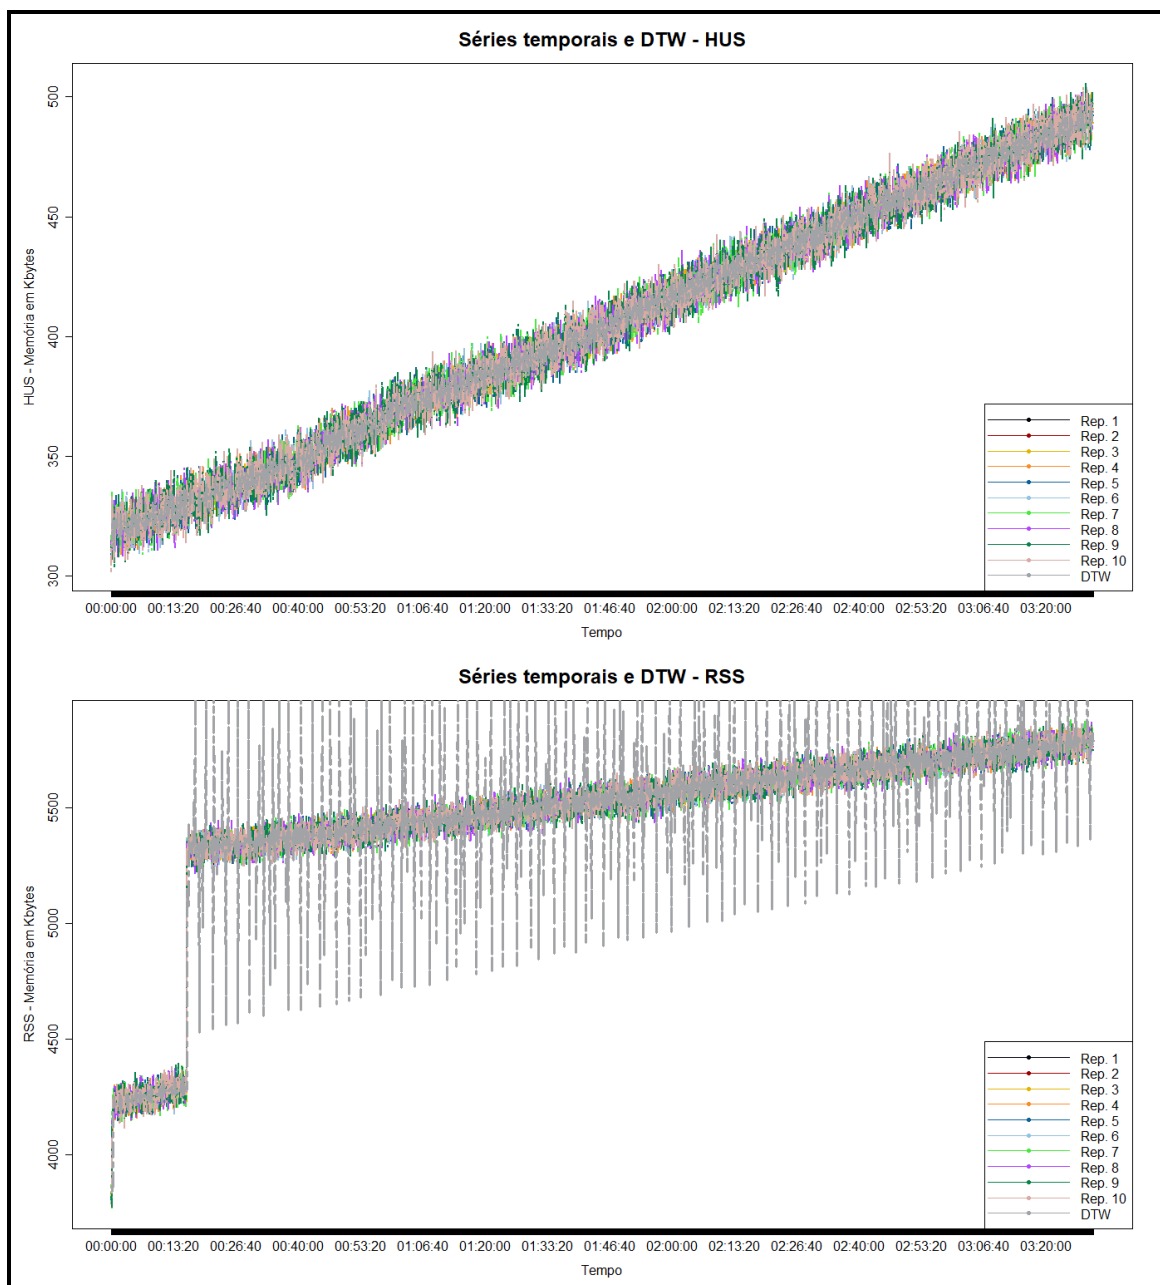 Séries temporais e DTW - HUS
500
450
400
350
300
HUS - Memória em Kbytes
Rep. 1
Rep. 2
Rep. 3
Rep. 4
Rep. 5
Rep. 6
Rep. 7
Rep. 8
Rep. 9
Rep. 10
DTW
00:00:00 00:13:20 00:26:40 00:40:00 00:53:20 01:06:40 01:20:00 01:33:20 01:46:40 02:00:00 02:13:20 02:26:40 02:40:00 02:53:20 03:06:40 03:20:00
Tempo
Séries temporais e DTW - RSS
5500
5000
4500
4000
RSS - Memória em Kbytes
Rep. 1
Rep. 2
Rep. 3
Rep. 4
Rep. 5
Rep. 6
Rep. 7
Rep. 8
Rep. 9
Rep. 10
DTW
00:00:00 00:13:20 00:26:40 00:40:00 00:53:20 01:06:40 01:20:00 01:33:20 01:46:40 02:00:00 02:13:20 02:26:40 02:40:00 02:53:20 03:06:40 03:20:00
Tempo